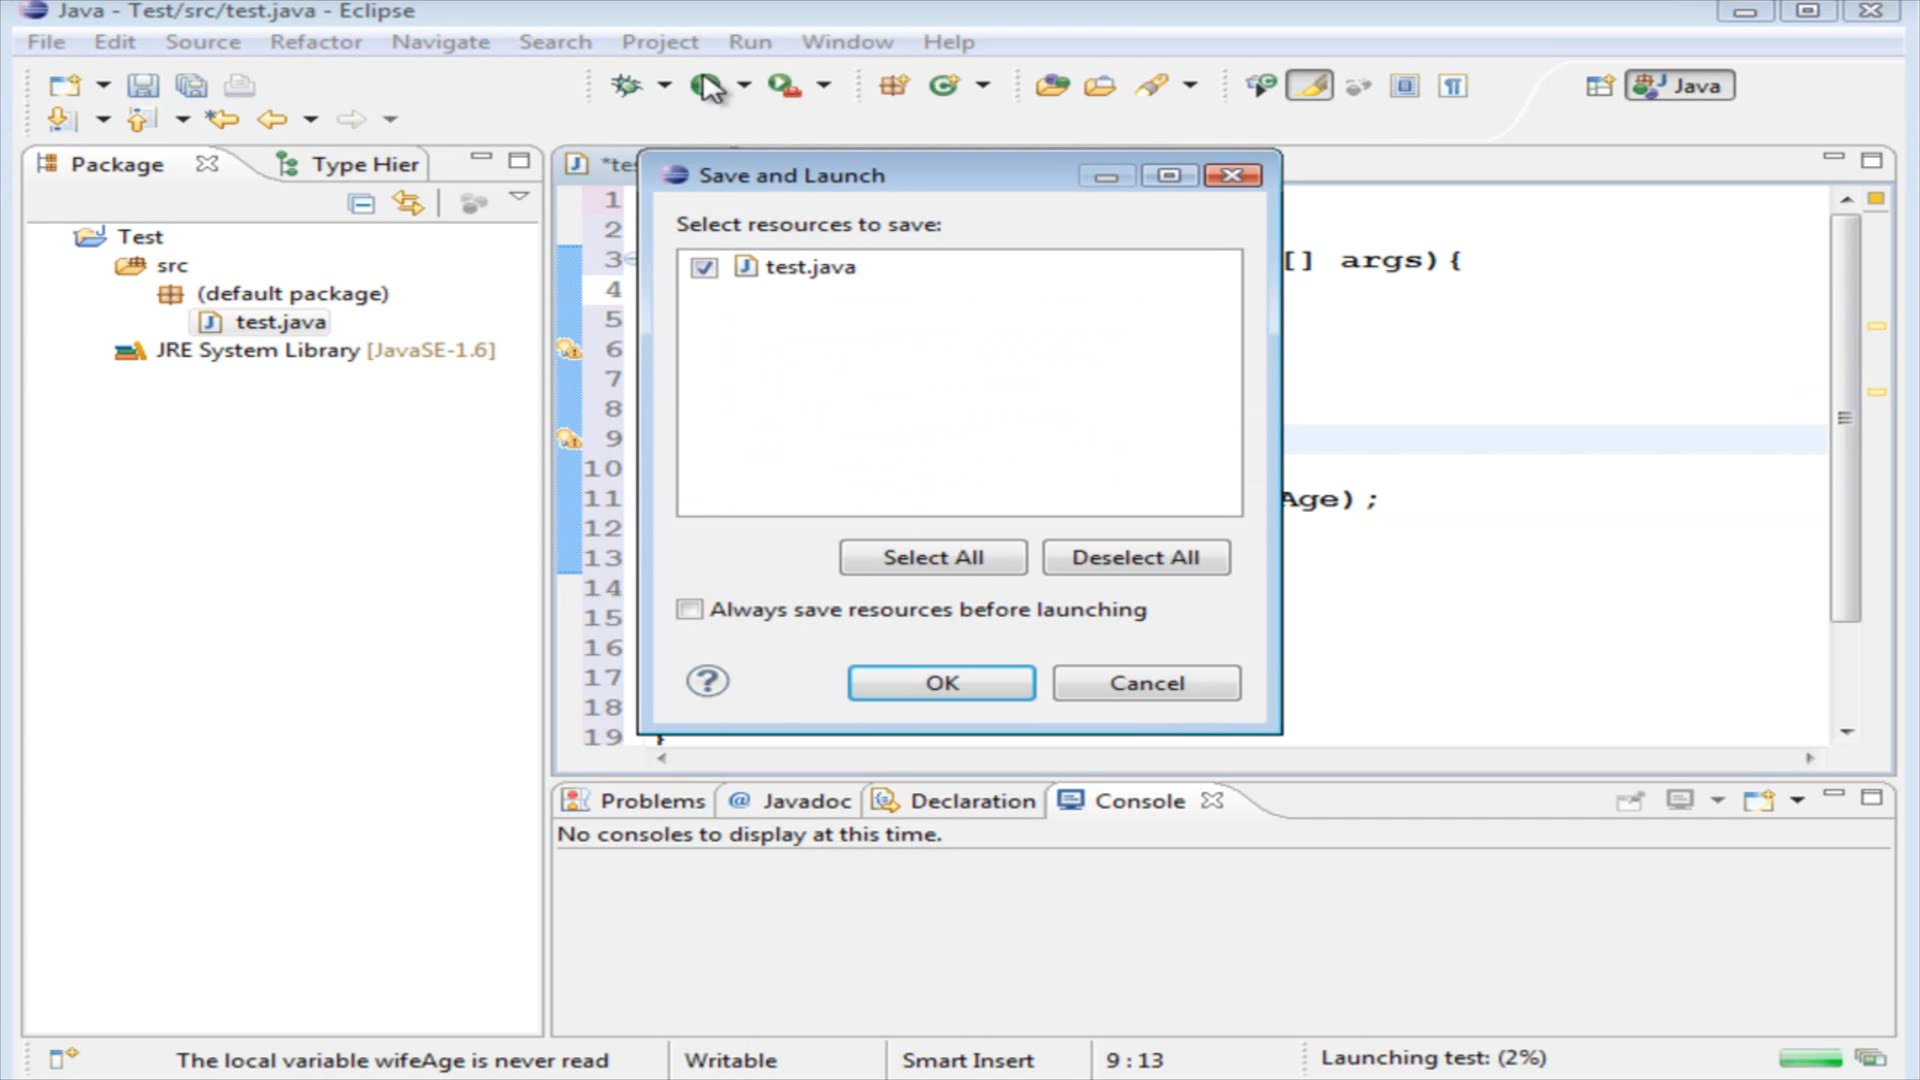 Java - Test/src/test.java - Eclipse
File Edit Source Refactor Navigate Search Project Run Window Help
Java
Package Type Hier
Test
src
(default package)
test.java
JRE System Library [JavaSE-1.6]
*tes
1
2
3 [] args){
4
5
6
7
8
9
10
11 Age);
12
13
14
15
16
17
18
19 }
Save and Launch
Select resources to save:
test.java
Select All Deselect All
Always save resources before launching
OK Cancel
Problems Javadoc Declaration Console
No consoles to display at this time.
The local variable wifeAge is never read Writable Smart Insert 9 : 13 Launching test: (2%)